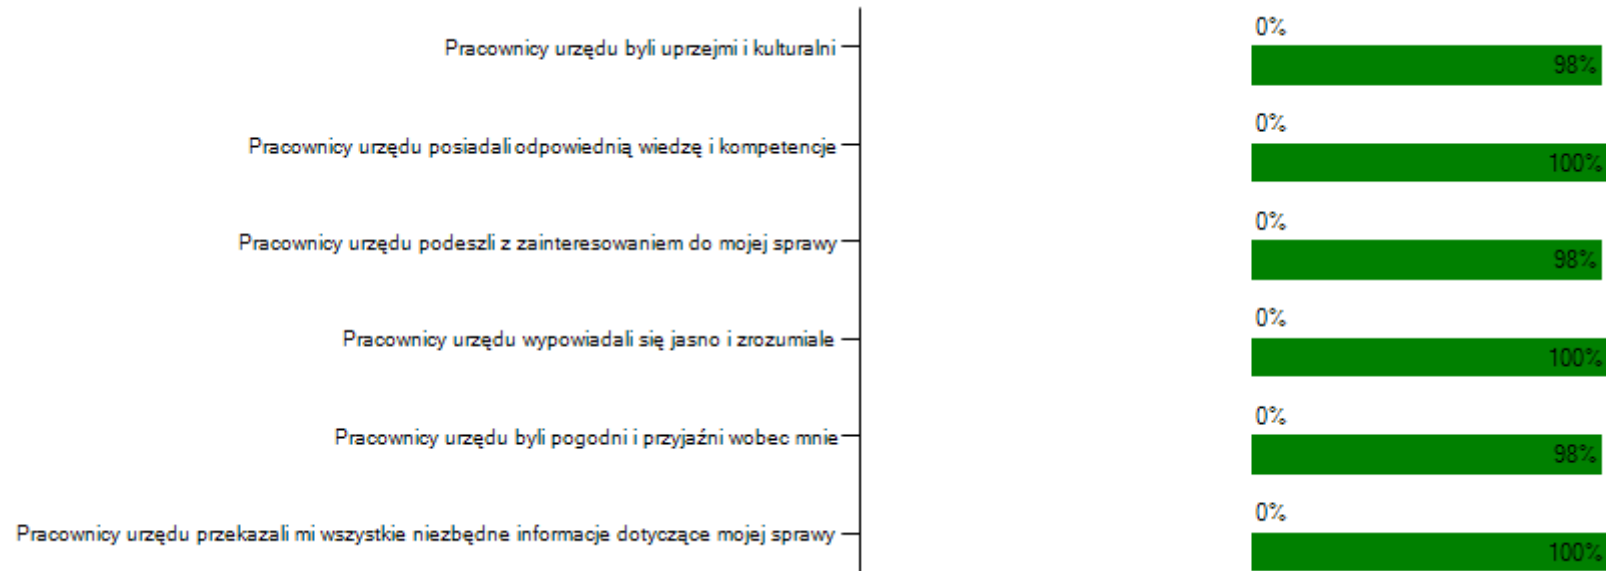 0%
Pracownicy urzędu byli uprzejmi i kulturalni
98%
0%
Pracownicy urzędu posiadali odpowiednią wiedzę i kompetencje
100%
0%
Pracownicy urzędu podeszli z zainteresowaniem do mojej sprawy
98%
0%
Pracownicy urzędu wypowiadali się jasno i zrozumiale
100%
0%
Pracownicy urzędu byli pogodni i przyjaźni wobec mnie
98%
0%
Pracownicy urzędu przekazali mi wszystkie niezbędne informacje dotyczące mojej sprawy
100%